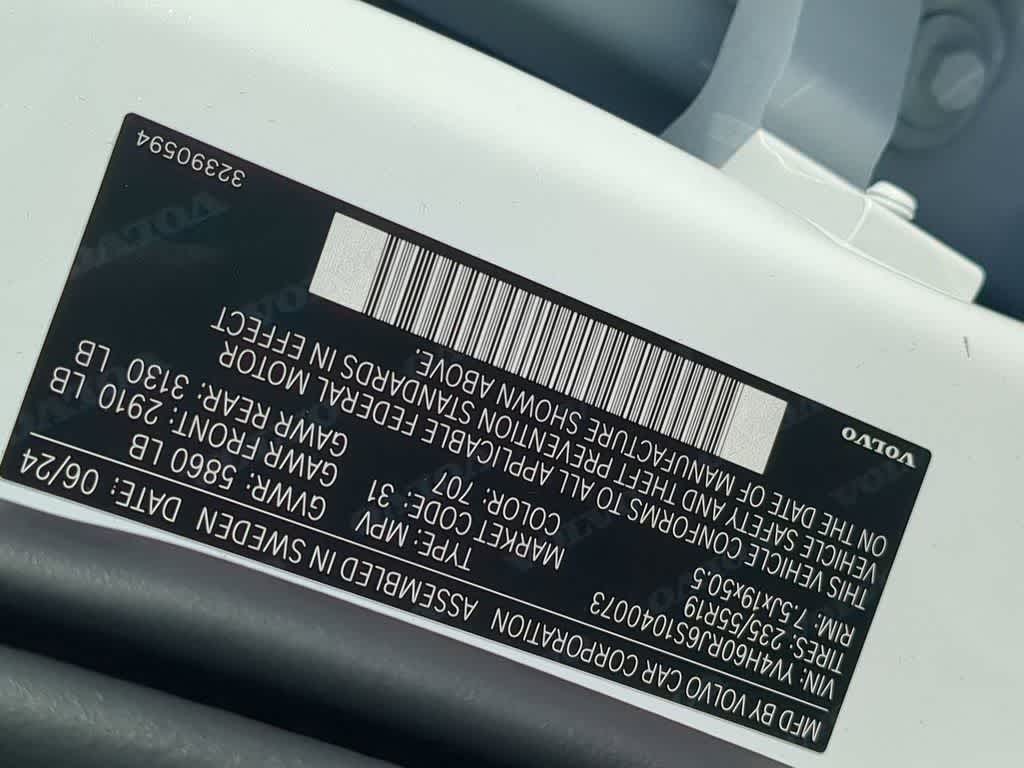 MFD BY VOLVO CAR CORPORATION ASSEMBLED IN SWEDEN DATE: 06/24
VIN: YV4H60RJ6S1040073 TYPE: MPV GVWR: 5860 LB
TIRES: 235/55R19 MARKET CODE: 31 GAWR FRONT: 2910 LB
RIM: 7.5Jx19x50.5 COLOR: 707 GAWR REAR: 3130 LB
THIS VEHICLE CONFORMS TO ALL APPLICABLE FEDERAL MOTOR
VEHICLE SAFETY AND THEFT PREVENTION STANDARDS IN EFFECT
ON THE DATE OF MANUFACTURE SHOWN ABOVE.
VOLVO
32390594